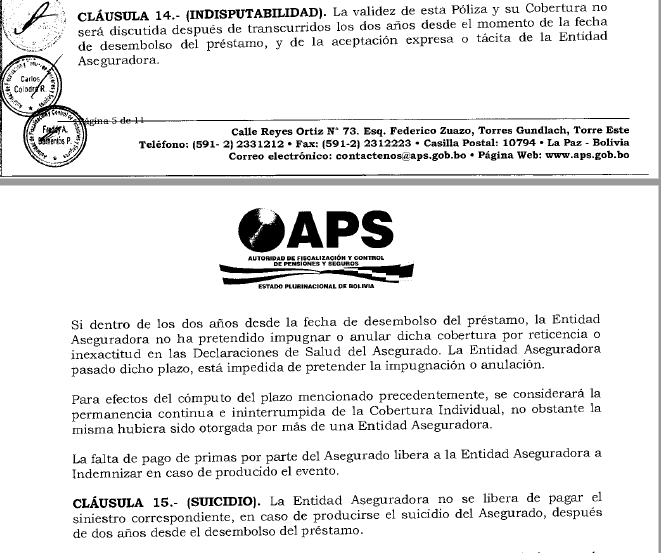 CLÁUSULA 14.- (INDISPUTABILIDAD). La validez de esta Póliza y su Cobertura no
será discutida después de transcurridos los dos años desde el momento de la fecha
de desembolso del préstamo, y de la aceptación expresa o tácita de la Entidad
Aseguradora.
Carlos
Colodro R.
Página 5 de 11
Freddy A.
Barrientos P.
Calle Reyes Ortiz N° 73. Esq. Federico Zuazo, Torres Gundlach, Torre Este
Teléfono: (591- 2) 2331212 • Fax: (591-2) 2312223 • Casilla Postal: 10794 • La Paz - Bolivia
Correo electrónico: contactenos@aps.gob.bo • Página Web: www.aps.gob.bo
APS
AUTORIDAD DE FISCALIZACIÓN Y CONTROL
DE PENSIONES Y SEGUROS
ESTADO PLURINACIONAL DE BOLIVIA
Si dentro de los dos años desde la fecha de desembolso del préstamo, la Entidad
Aseguradora no ha pretendido impugnar o anular dicha cobertura por reticencia o
inexactitud en las Declaraciones de Salud del Asegurado. La Entidad Aseguradora
pasado dicho plazo, está impedida de pretender la impugnación o anulación.
Para efectos del cómputo del plazo mencionado precedentemente, se considerará la
permanencia continua e ininterrumpida de la Cobertura Individual, no obstante la
misma hubiera sido otorgada por más de una Entidad Aseguradora.
La falta de pago de primas por parte del Asegurado libera a la Entidad Aseguradora a
Indemnizar en caso de producido el evento.
CLÁUSULA 15.- (SUICIDIO). La Entidad Aseguradora no se libera de pagar el
siniestro correspondiente, en caso de producirse el suicidio del Asegurado, después
de dos años desde el desembolso del préstamo.